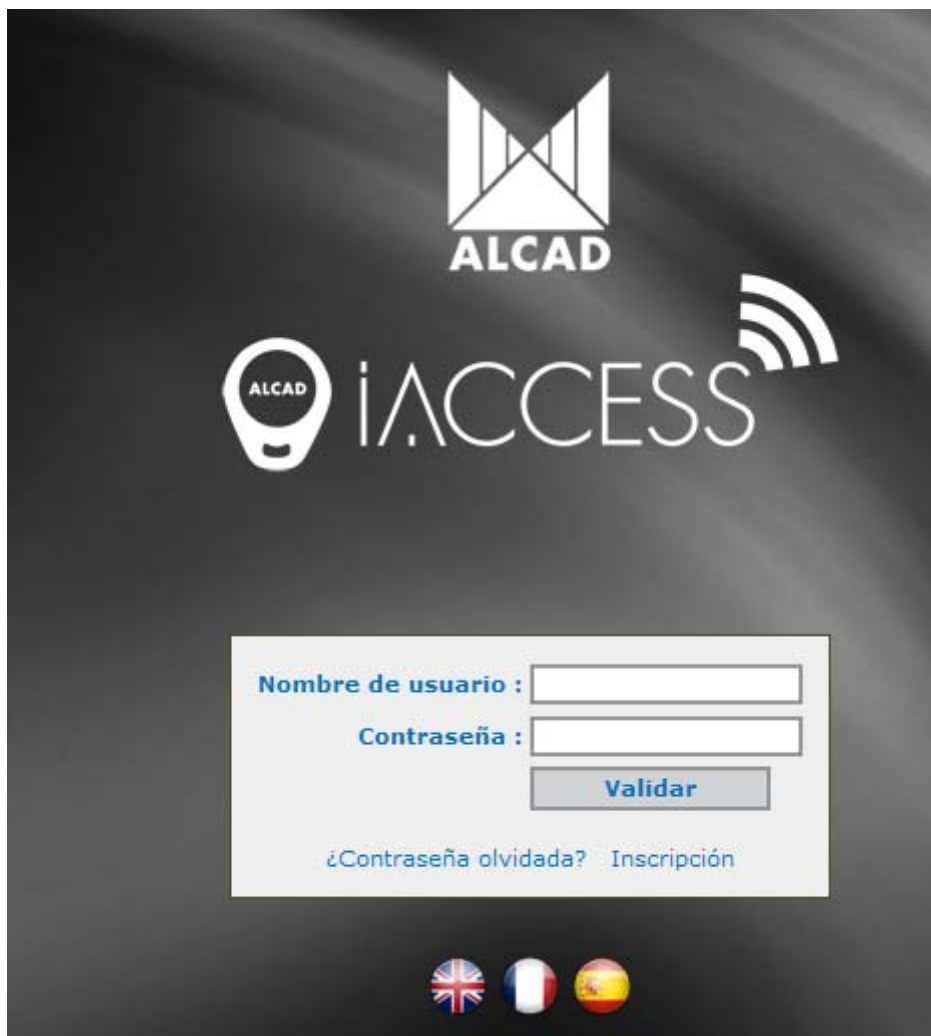 ALCAD
ALCAD
iACCESS
Nombre de usuario :
Contraseña :
Validar
¿Contraseña olvidada? Inscripción